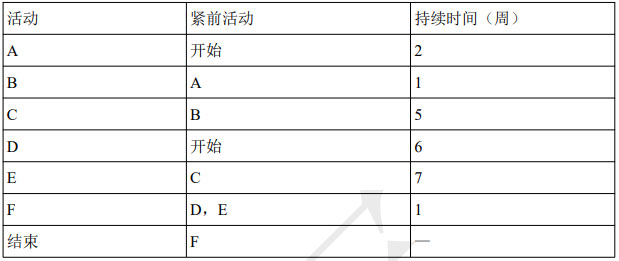 活动 紧前活动 持续时间（周）
A 开始 2
B A 1
C B 5
D 开始 6
E C 7
F D，E 1
结束 F —